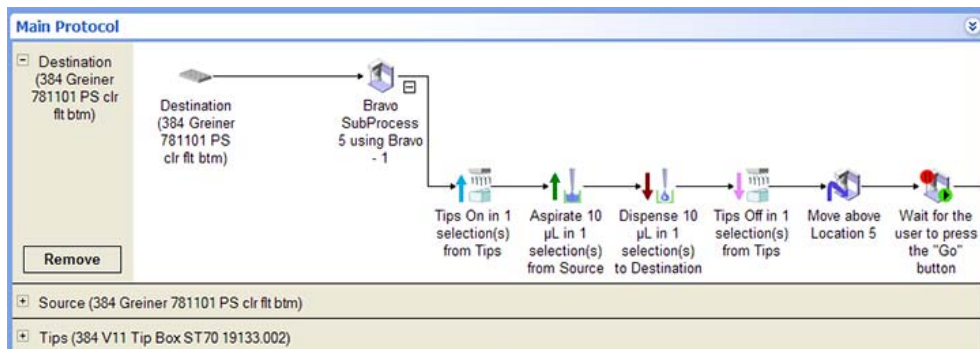 Main Protocol
Destination
(384 Greiner
781101 PS clr
flt btm)
Remove
Destination
(384 Greiner
781101 PS
clr flt btm)
Bravo
SubProcess
5 using Bravo
- 1
Tips On in 1
selection(s)
from Tips
Aspirate 10
µL in 1
selection(s)
from Source
Dispense 10
µL in 1
selection(s)
to Destination
Tips Off in 1
selection(s)
from Tips
Move above
Location 5
Wait for the
user to press
the "Go"
button
Source (384 Greiner 781101 PS clr flt btm)
Tips (384 V11 Tip Box ST70 19133.002)